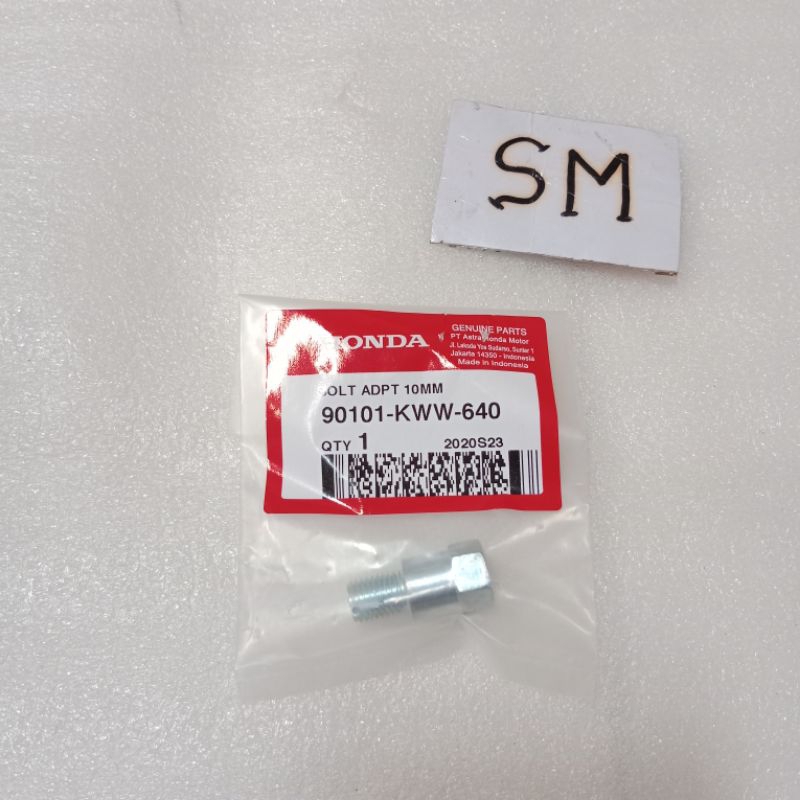 SM
HONDA
GENUINE PARTS
PT Astra Honda Motor
Jl. Laksda Yos Sudarso, Sunter 1
Jakarta 14350 - Indonesia
Made in Indonesia
BOLT ADPT 10MM
90101-KWW-640
QTY 1 2020S23